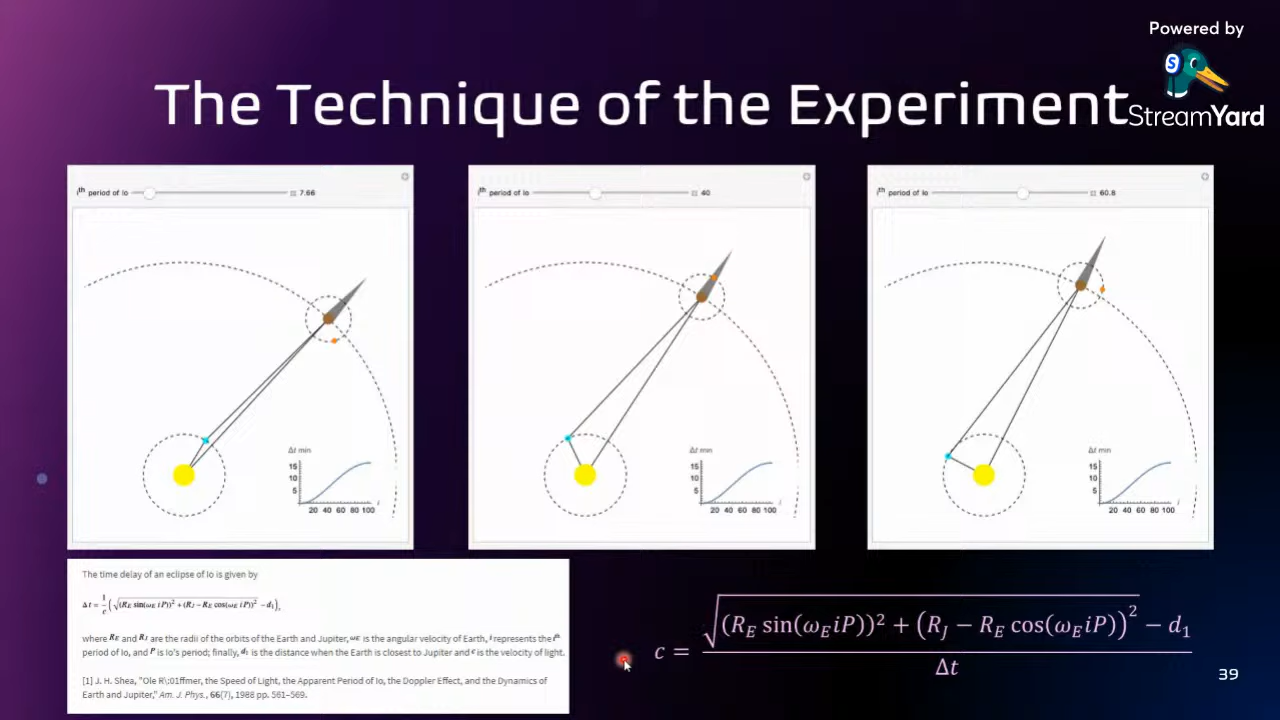 Powered by
StreamYard
The Technique of the Experiment
iᵗʰ period of Io 7.66
iᵗʰ period of Io 40
iᵗʰ period of Io 60.8
Δt min
15
10
5
20 40 60 80 100
i
Δt min
15
10
5
20 40 60 80 100
i
Δt min
15
10
5
20 40 60 80 100
i
The time delay of an eclipse of Io is given by
Δt = 1/c (√((R_E sin(ω_E iP))² + (R_J − R_E cos(ω_E iP))²) − d₁),
where R_E and R_J are the radii of the orbits of the Earth and Jupiter, ω_E is the angular velocity of Earth, i represents the iᵗʰ
period of Io, and P is Io's period; finally, d₁ is the distance when the Earth is closest to Jupiter and c is the velocity of light.
[1] J. H. Shea, "Ole R\:01ffmer, the Speed of Light, the Apparent Period of Io, the Doppler Effect, and the Dynamics of
Earth and Jupiter," Am. J. Phys., 66(7), 1988 pp. 561–569.
c = (√((R_E sin(ω_E iP))² + (R_J − R_E cos(ω_E iP))²) − d₁) / Δt
39